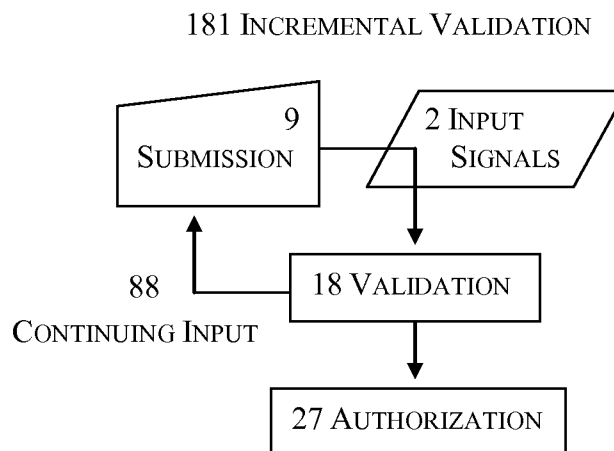 181 INCREMENTAL VALIDATION
9
SUBMISSION
2 INPUT
SIGNALS
18 VALIDATION
88
CONTINUING INPUT
27 AUTHORIZATION